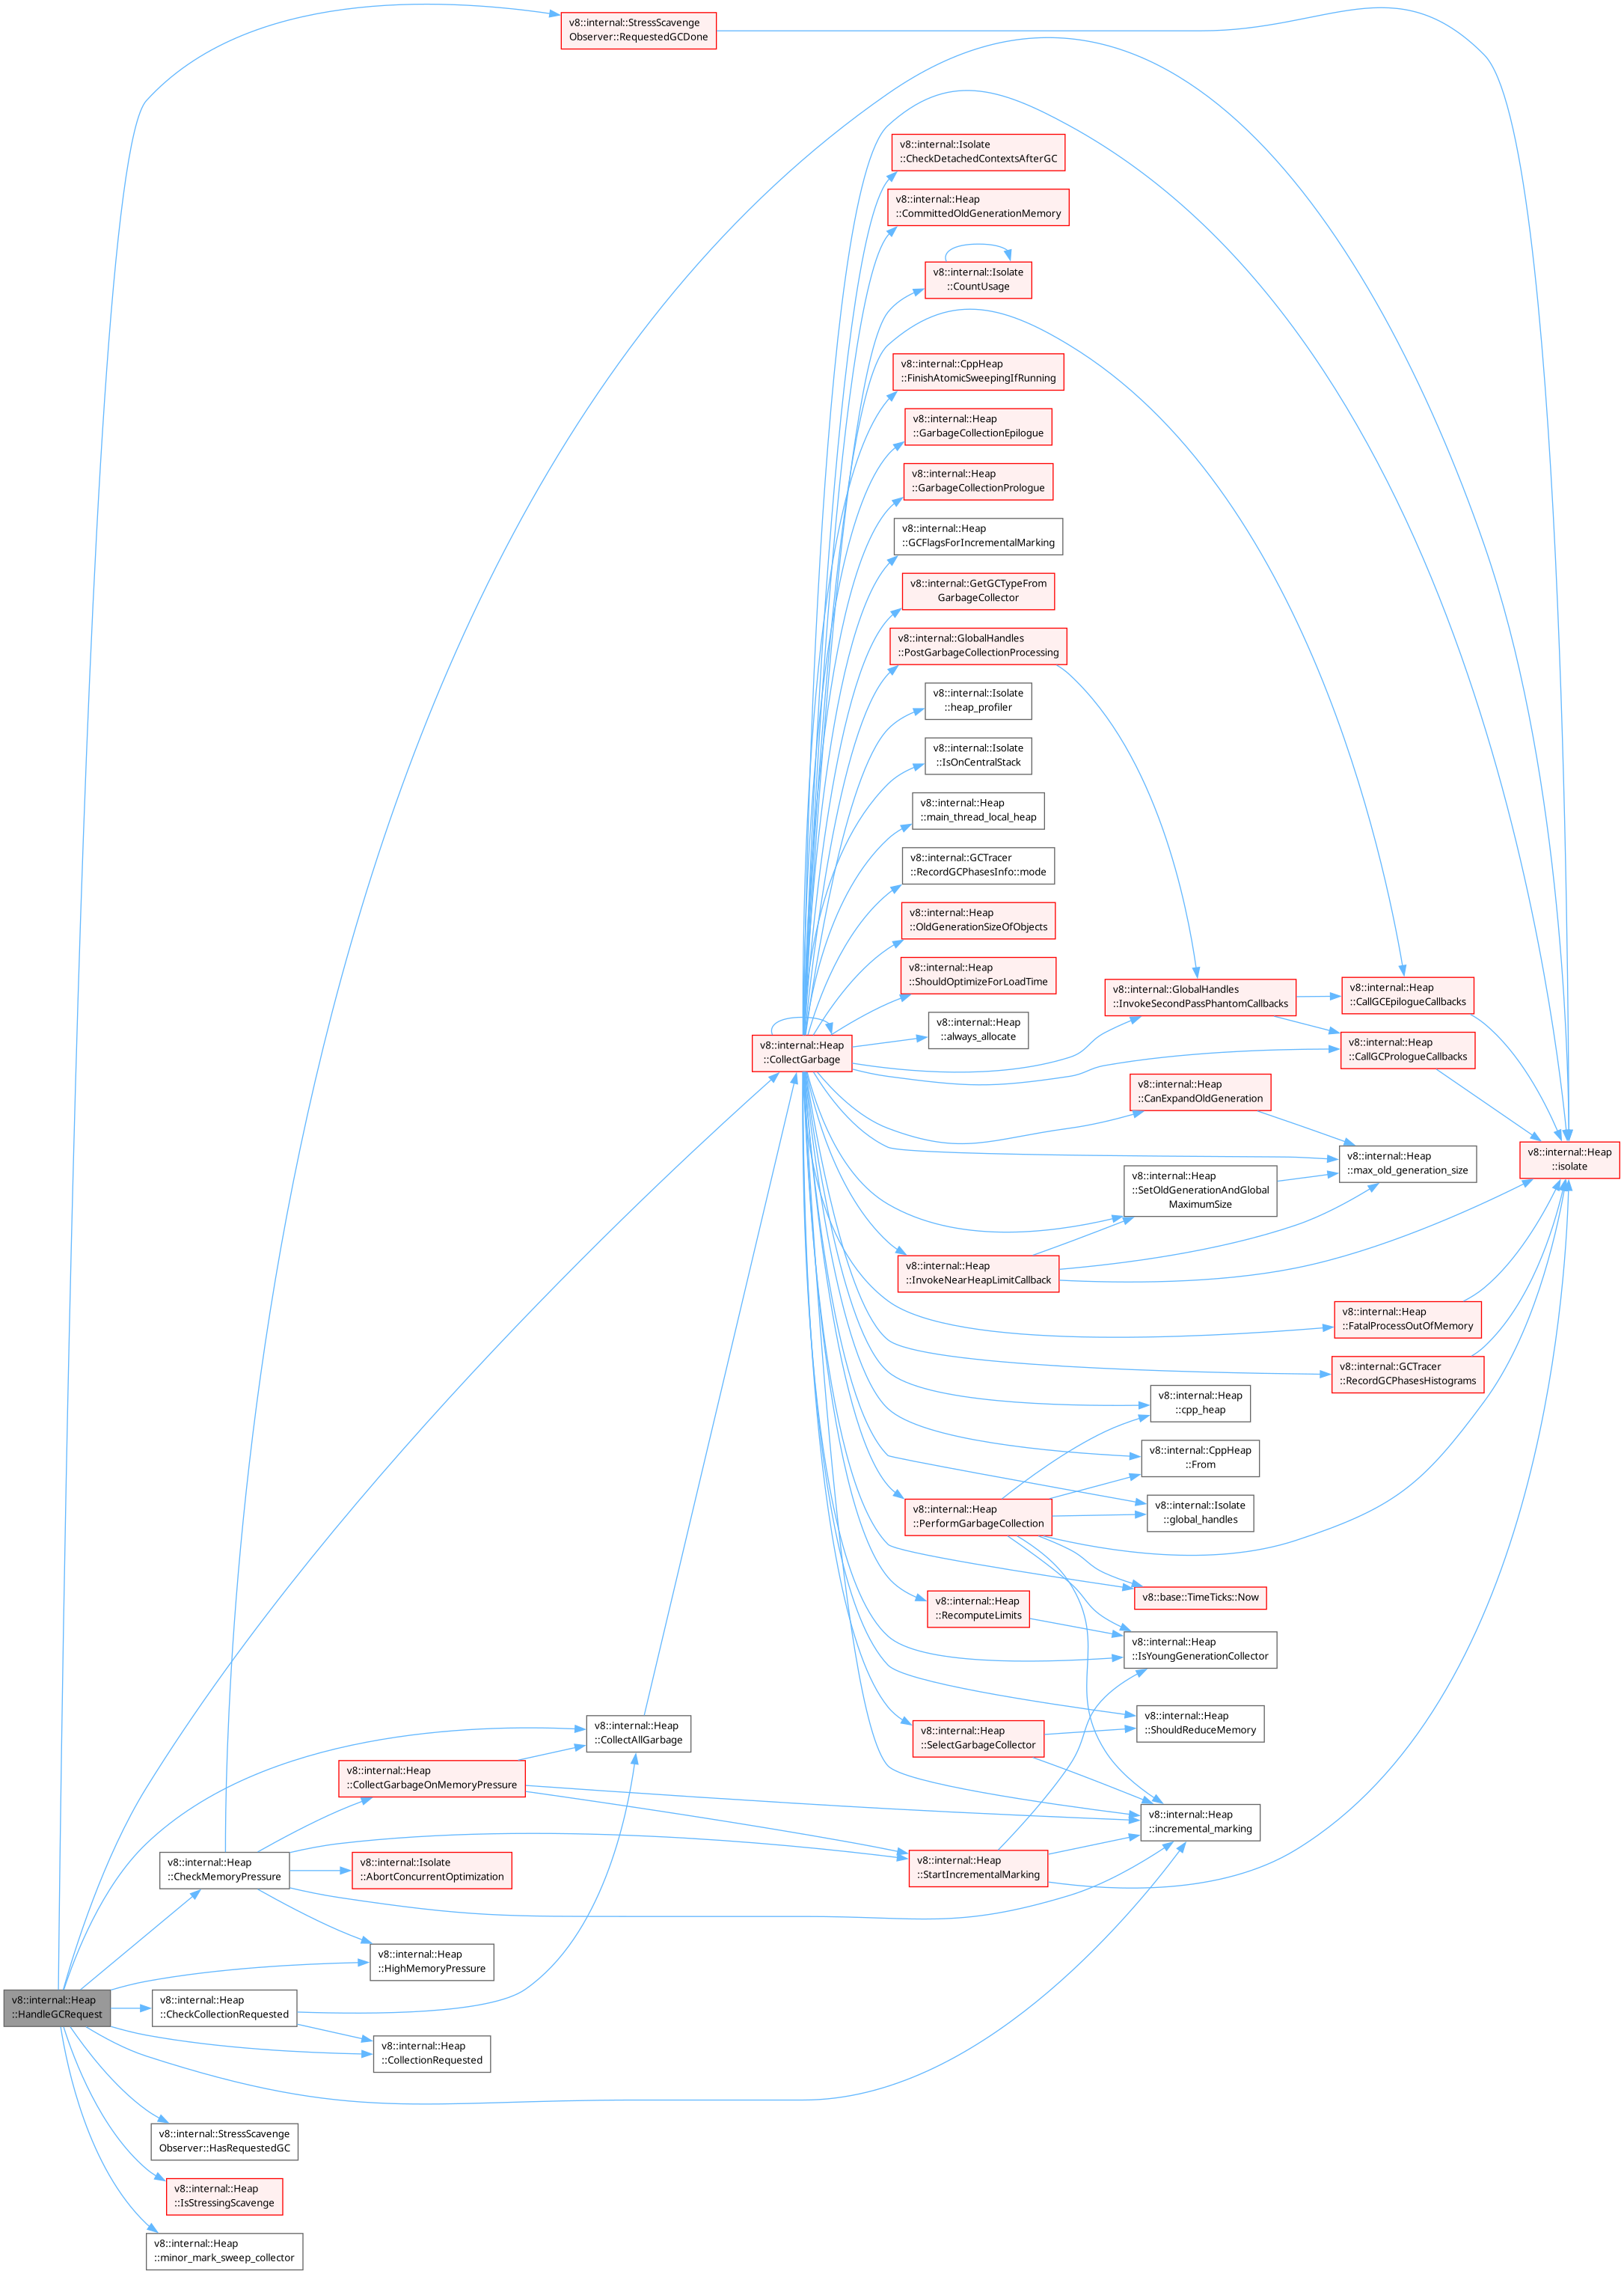 v8::internal::StressScavenge
Observer::RequestedGCDone
v8::internal::Isolate
::CheckDetachedContextsAfterGC
v8::internal::Heap
::CommittedOldGenerationMemory
v8::internal::Isolate
::CountUsage
v8::internal::CppHeap
::FinishAtomicSweepingIfRunning
v8::internal::Heap
::GarbageCollectionEpilogue
v8::internal::Heap
::GarbageCollectionPrologue
v8::internal::Heap
::GCFlagsForIncrementalMarking
v8::internal::GetGCTypeFrom
GarbageCollector
v8::internal::GlobalHandles
::PostGarbageCollectionProcessing
v8::internal::Isolate
::heap_profiler
v8::internal::Isolate
::IsOnCentralStack
v8::internal::Heap
::main_thread_local_heap
v8::internal::GCTracer
::RecordGCPhasesInfo::mode
v8::internal::Heap
::OldGenerationSizeOfObjects
v8::internal::Heap
::ShouldOptimizeForLoadTime
v8::internal::GlobalHandles
::InvokeSecondPassPhantomCallbacks
v8::internal::Heap
::CallGCEpilogueCallbacks
v8::internal::Heap
::always_allocate
v8::internal::Heap
::CollectGarbage
v8::internal::Heap
::CallGCPrologueCallbacks
v8::internal::Heap
::CanExpandOldGeneration
v8::internal::Heap
::max_old_generation_size
v8::internal::Heap
::isolate
v8::internal::Heap
::SetOldGenerationAndGlobal
MaximumSize
v8::internal::Heap
::InvokeNearHeapLimitCallback
v8::internal::Heap
::FatalProcessOutOfMemory
v8::internal::GCTracer
::RecordGCPhasesHistograms
v8::internal::Heap
::cpp_heap
v8::internal::CppHeap
::From
v8::internal::Isolate
::global_handles
v8::internal::Heap
::PerformGarbageCollection
v8::base::TimeTicks::Now
v8::internal::Heap
::RecomputeLimits
v8::internal::Heap
::IsYoungGenerationCollector
v8::internal::Heap
::ShouldReduceMemory
v8::internal::Heap
::CollectAllGarbage
v8::internal::Heap
::SelectGarbageCollector
v8::internal::Heap
::CollectGarbageOnMemoryPressure
v8::internal::Heap
::incremental_marking
v8::internal::Heap
::CheckMemoryPressure
v8::internal::Isolate
::AbortConcurrentOptimization
v8::internal::Heap
::StartIncrementalMarking
v8::internal::Heap
::HighMemoryPressure
v8::internal::Heap
::HandleGCRequest
v8::internal::Heap
::CheckCollectionRequested
v8::internal::Heap
::CollectionRequested
v8::internal::StressScavenge
Observer::HasRequestedGC
v8::internal::Heap
::IsStressingScavenge
v8::internal::Heap
::minor_mark_sweep_collector